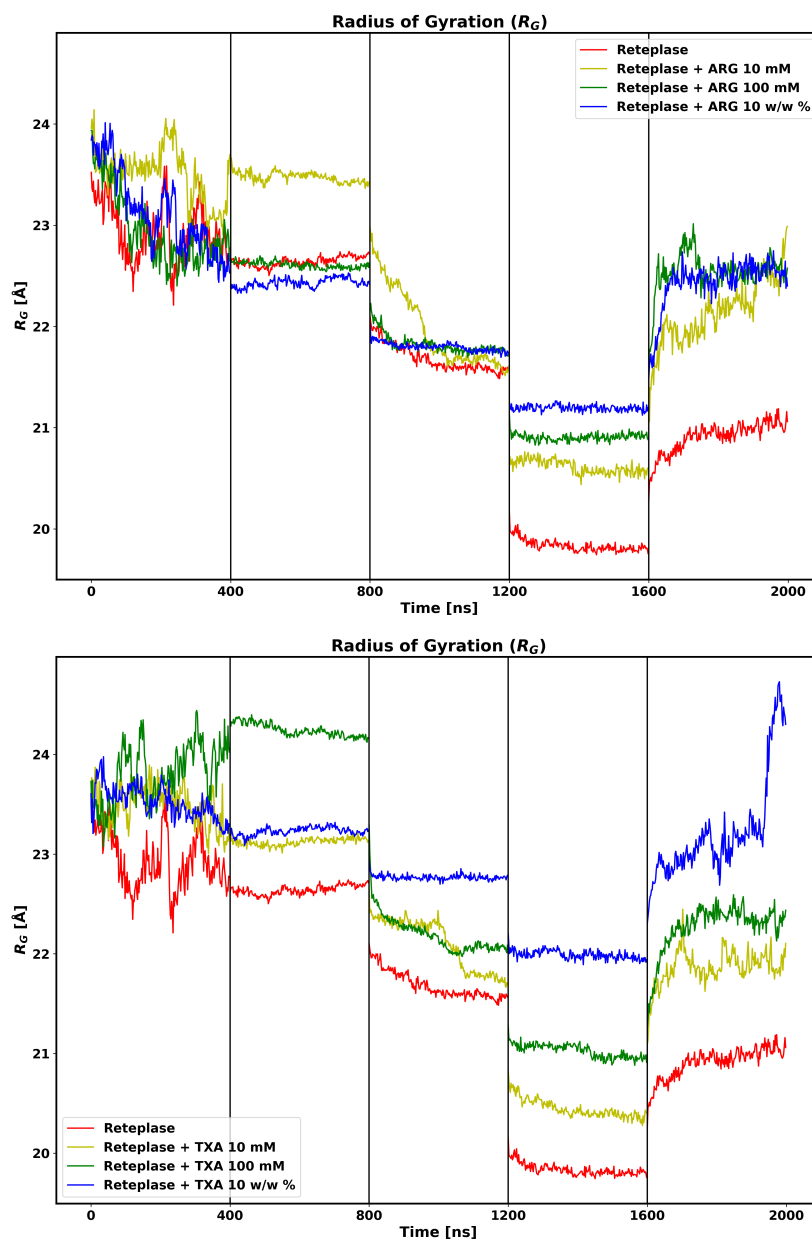 Radius of Gyration (R_G)
Reteplase
Reteplase + ARG 10 mM
Reteplase + ARG 100 mM
Reteplase + ARG 10 w/w %
R_G [Å]
24
23
22
21
20
0 400 800 1200 1600 2000
Time [ns]
Radius of Gyration (R_G)
R_G [Å]
24
23
22
21
20
Reteplase
Reteplase + TXA 10 mM
Reteplase + TXA 100 mM
Reteplase + TXA 10 w/w %
0 400 800 1200 1600 2000
Time [ns]